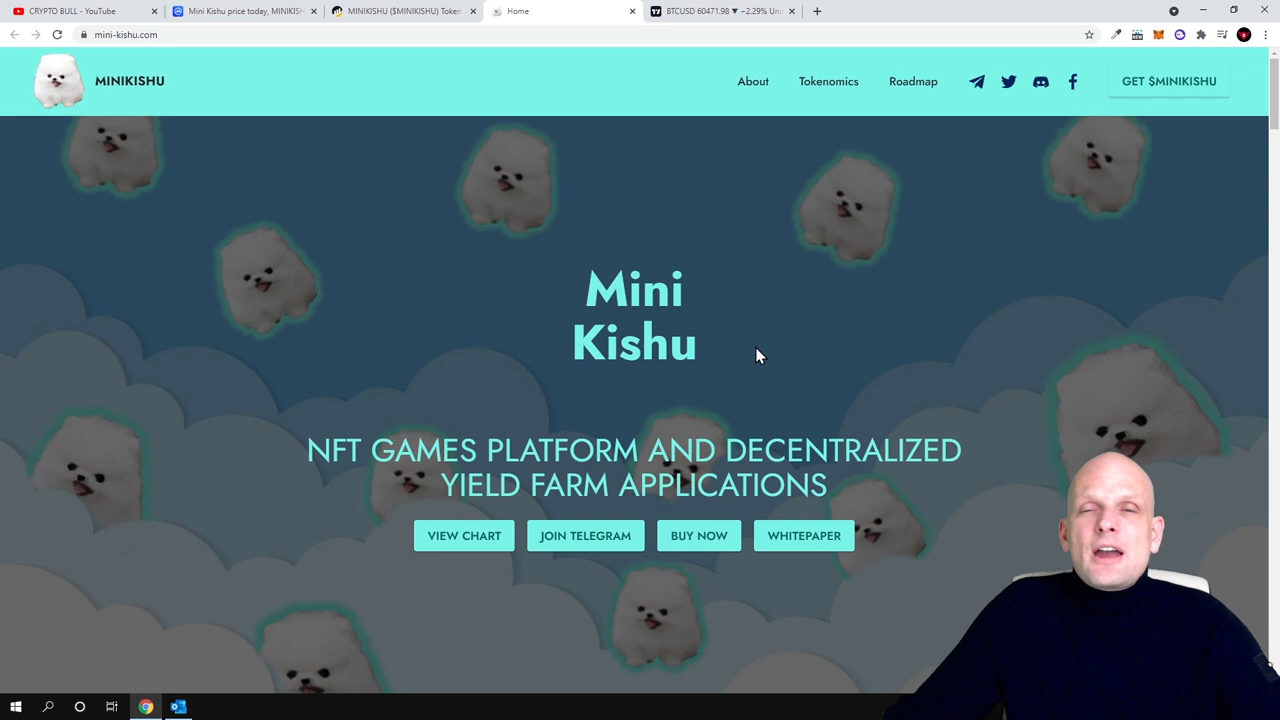 CRYPTO BULL - YouTube
Mini Kishu price today, MINIKISH
MINIKISHU ($MINIKISHU) Token
Home
BTCUSD 60471.98 ▼ −2.29% Unn
mini-kishu.com
MINIKISHU
About
Tokenomics
Roadmap
GET $MINIKISHU
Mini
Kishu
NFT GAMES PLATFORM AND DECENTRALIZED
YIELD FARM APPLICATIONS
VIEW CHART
JOIN TELEGRAM
BUY NOW
WHITEPAPER